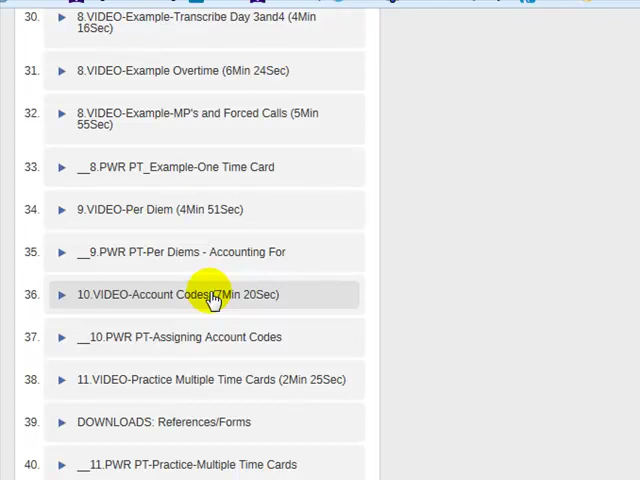 30. 8.VIDEO-Example-Transcribe Day 3and4 (4Min
16Sec)
31. 8.VIDEO-Example Overtime (6Min 24Sec)
32. 8.VIDEO-Example-MP's and Forced Calls (5Min
55Sec)
33. __8.PWR PT_Example-One Time Card
34. 9.VIDEO-Per Diem (4Min 51Sec)
35. __9.PWR PT-Per Diems - Accounting For
36. 10.VIDEO-Account Codes (7Min 20Sec)
37. __10.PWR PT-Assigning Account Codes
38. 11.VIDEO-Practice Multiple Time Cards (2Min 25Sec)
39. DOWNLOADS: References/Forms
40. __11.PWR PT-Practice-Multiple Time Cards